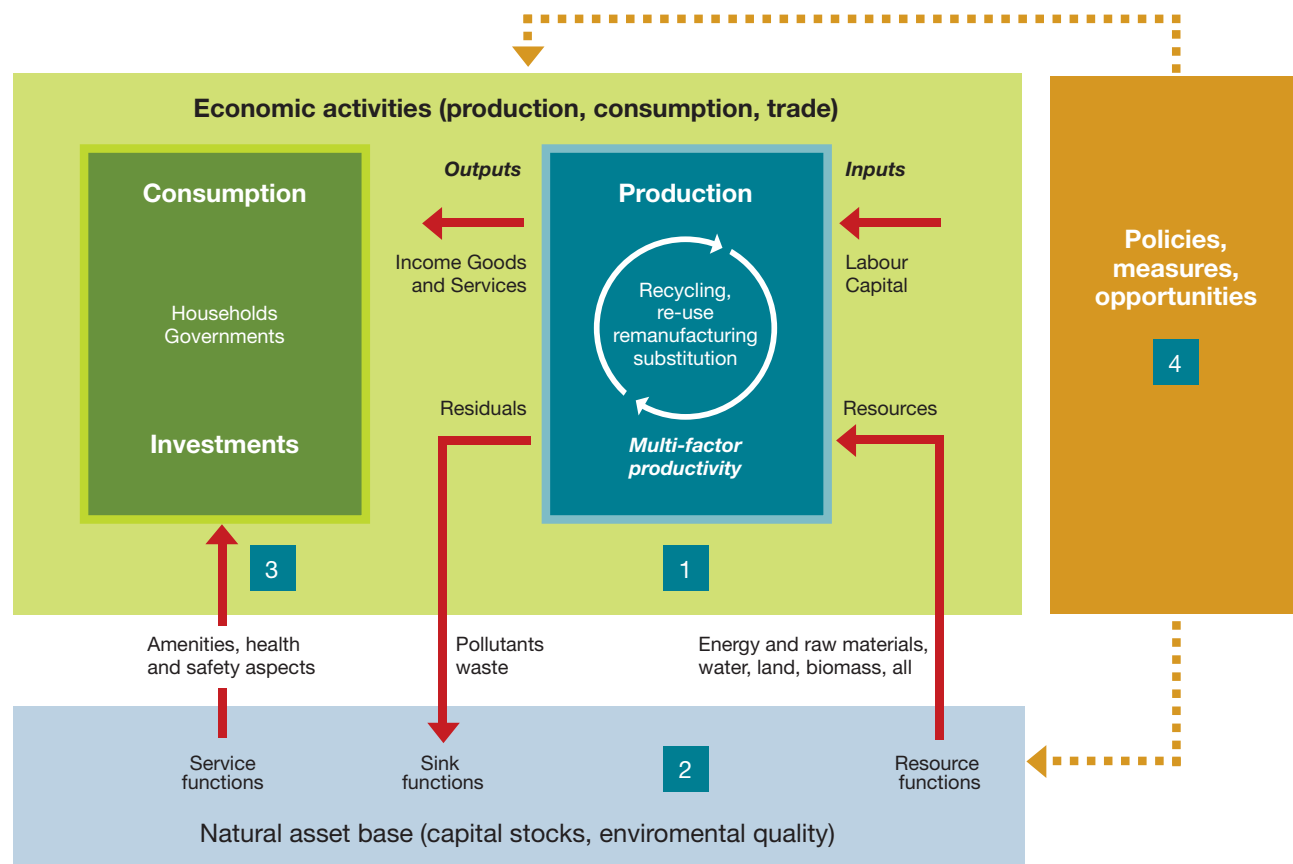 Economic activities (production, consumption, trade)
Consumption
Households
Governments
Investments
3
Outputs
Income Goods
and Services
Residuals
Production
Recycling,
re-use
remanufacturing
substitution
Multi-factor
productivity
1
Inputs
Labour
Capital
Resources
Policies,
measures,
opportunities
4
Amenities, health
and safety aspects
Pollutants
waste
Energy and raw materials,
water, land, biomass, all
Service
functions
Sink
functions
2
Resource
functions
Natural asset base (capital stocks, enviromental quality)